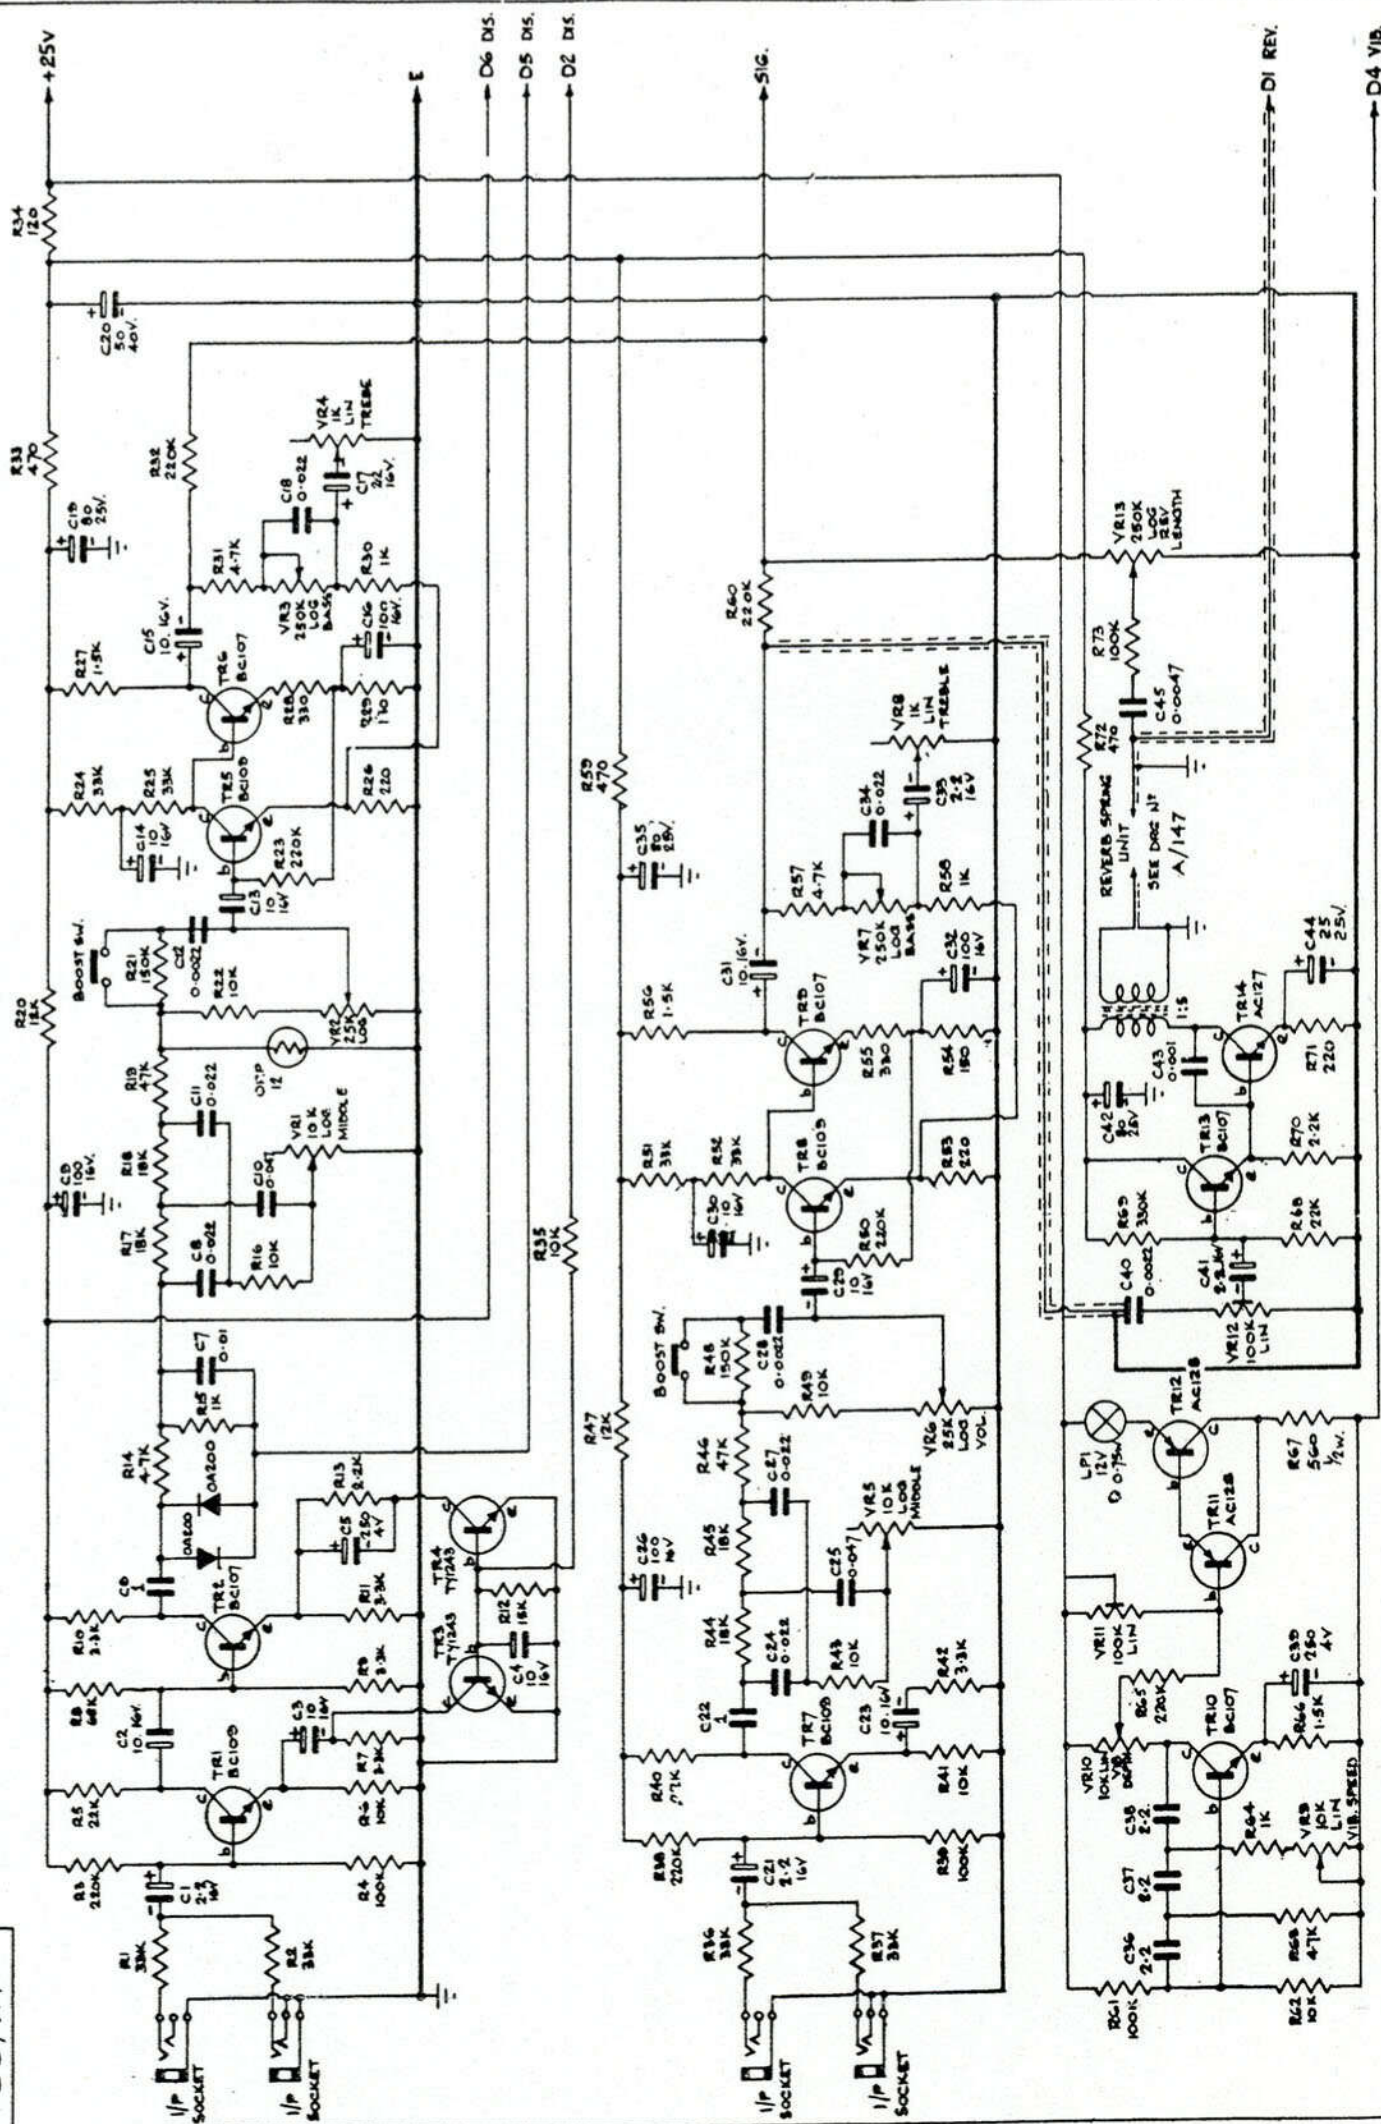 +25V
E
D6 DIS.
D5 DIS.
D2 DIS.
SIG.
D1 REV.
D4 VIB.
R34
120
C20
50
40V.
R33
470
C19
80
25V.
R32
220K
VR4
1K
LIN
TREBLE
C18
0.022
C17
2.2
16V.
R31
4.7K
VR3
250K
LOG
BASS
R30
1K
C15
10.16V.
C16
100
16V.
R27
1.5K
TR6
BC107
R28
330
R29
R24
33K
R25
33K
TR5
BC109
R26
220
C14
10
16V
R23
220K
C13
10
16V
BOOST SW.
R21
150K
C12
0.0022
R22
10K
VR2
25K
LOG
R20
R19
47K
ORP
12
C11
0.022
R18
18K
C10
0.047
VR1
10K
LOG
MIDDLE
C9
100
16V.
R17
18K
C8
0.022
R16
10K
C7
0.01
R15
1K
R14
4.7K
OA200
OA200
C6
1
R13
2.2K
C5
250
4V
R10
TR2
BC107
R11
3.3K
R8
68K
R9
3.3K
C2
10.16V.
TR1
BC109
C3
10
16V
R7
3.3K
R6
10K
R5
22K
R3
220K
C1
2.2
16V
R4
100K
R1
33K
R2
33K
I/P
SOCKET
I/P
SOCKET
TR4
TY1243
TR3
TY1243
R12
15K
C4
10
16V
R35
10K
R60
220K
R59
470
C35
80
25V.
VR8
1K
LIN
TREBLE
C34
0.022
C33
2.2
16V
R57
4.7K
VR7
250K
LOG
BASS
R58
1K
C31
10.16V.
C32
100
16V
R56
1.5K
TR9
BC107
R55
330
R54
R51
33K
R52
33K
TR8
BC109
R53
220
C30
10
16V
R50
220K
C29
10
16V
BOOST SW.
R48
150K
C28
0.0022
R49
10K
VR6
25K
LOG
VOL.
R47
12K
R46
47K
C27
0.022
R45
18K
VR5
10K
LOG
MIDDLE
C25
0.047
C26
100
16V
R44
18K
C24
0.022
R43
10K
C22
1
TR7
BC109
C23
10.16V
R42
3.3K
R40
R41
10K
R38
220K
C21
2.2
16V
R39
100K
R36
33K
R37
33K
I/P
SOCKET
I/P
SOCKET
VR13
250K
LOG
REV
LENGTH
R73
100K
C45
0.0047
R72
470
REVERB SPRING
UNIT
SEE DRG Nº
A/147
1:5
C44
25
25V.
TR14
AC127
C43
0.001
R71
220
C42
80
25V
TR13
BC107
R70
2.2K
R69
330K
R68
22K
C41
2.2.16V
C40
0.0022
VR12
100K
LIN
TR12
AC128
LP1
12V
0.75W
R67
560
½W.
TR11
AC128
VR11
100K
LIN
R65
220K
C39
250
4V
TR10
BC107
R66
1.5K
VR10
10K LIN
VIB
DEPTH
C38
2.2.
R64
1K
VR9
10K
LIN
VIB. SPEED
C37
2.2
C36
2.2
R63
4.7K
R61
100K
R62
10K